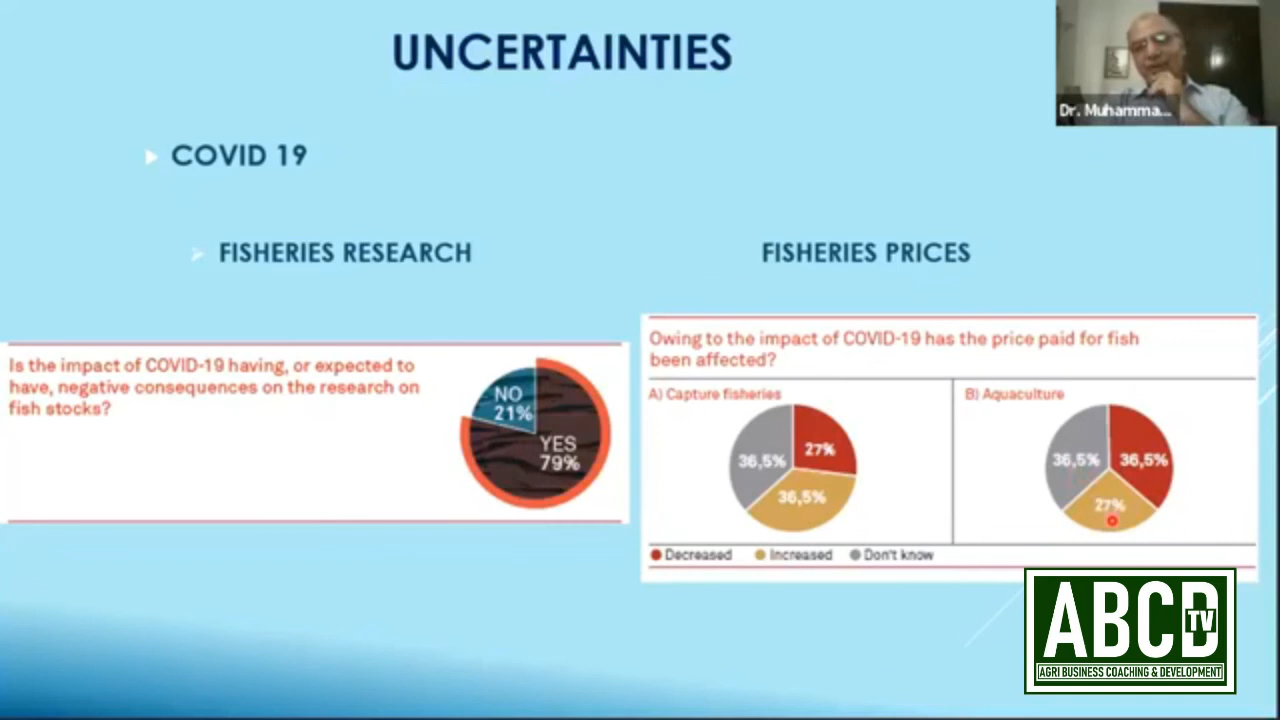 UNCERTAINTIES
Dr. Muhamma...
COVID 19
FISHERIES RESEARCH
FISHERIES PRICES
Is the impact of COVID-19 having, or expected to
have, negative consequences on the research on
fish stocks?
NO
21%
YES
79%
Owing to the impact of COVID-19 has the price paid for fish
been affected?
A) Capture fisheries
27%
36,5%
36,5%
B) Aquaculture
36,5%
36,5%
27%
Decreased Increased Don't know
ABCD TV
AGRI BUSINESS COACHING & DEVELOPMENT